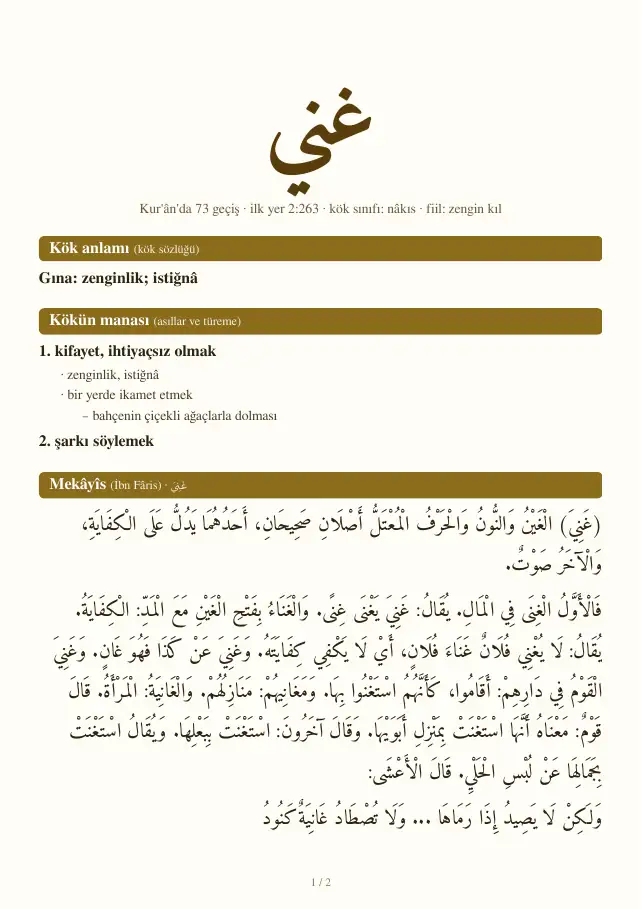 غني
Kur'ân'da 73 geçiş · ilk yer 2:263 · kök sınıfı: nâkıs · fiil: zengin kıl
Kök anlamı (kök sözlüğü)
Gına: zenginlik; istiğnâ
Kökün manası (asıllar ve türeme)
1. kifayet, ihtiyaçsız olmak
· zenginlik, istiğnâ
· bir yerde ikamet etmek
– bahçenin çiçekli ağaçlarla dolması
2. şarkı söylemek
Mekâyîs (İbn Fâris) · غَنِيَ
(غَنِيَ) الْغَيْنُ وَالنُّونُ وَالْحَرْفُ الْمُعْتَلُّ أَصْلَانِ صَحِيحَانِ، أَحَدُهُمَا يَدُلُّ عَلَى الْكِفَايَةِ،
وَالْآخَرُ صَوْتٌ.
فَالْأَوَّلُ الْغِنَى فِي الْمَالِ. يُقَالُ: غَنِيَ يَغْنَى غِنًى. وَالْغَنَاءُ بِفَتْحِ الْغَيْنِ مَعَ الْمَدِّ: الْكِفَايَةُ.
يُقَالُ: لَا يُغْنِي فُلَانٌ غَنَاءَ فُلَانٍ، أَيْ لَا يَكْفِي كِفَايَتَهُ. وَغَنِيَ عَنْ كَذَا فَهُوَ غَانٍ. وَغَنِيَ
الْقَوْمُ فِي دَارِهِمْ: أَقَامُوا، كَأَنَّهُمُ اسْتَغْنَوْا بِهَا. وَمَغَانِيهُمْ: مَنَازِلُهُمْ. وَالْغَانِيَةُ: الْمَرْأَةُ. قَالَ
قَوْمٌ: مَعْنَاهُ أَنَّهَا اسْتَغْنَتْ بِمَنْزِلِ أَبَوَيْهَا. وَقَالَ آخَرُونَ: اسْتَغْنَتْ بِبَعْلِهَا. وَيُقَالُ اسْتَغْنَتْ
بِجَمَالِهَا عَنْ لُبْسِ الْحَلْيِ. قَالَ الْأَعْشَى:
وَلَكِنْ لَا يَصِيدُ إِذَا رَمَاهَا ... وَلَا تُصْطَادُ غَانِيَةٌ كَنُودُ
1 / 2